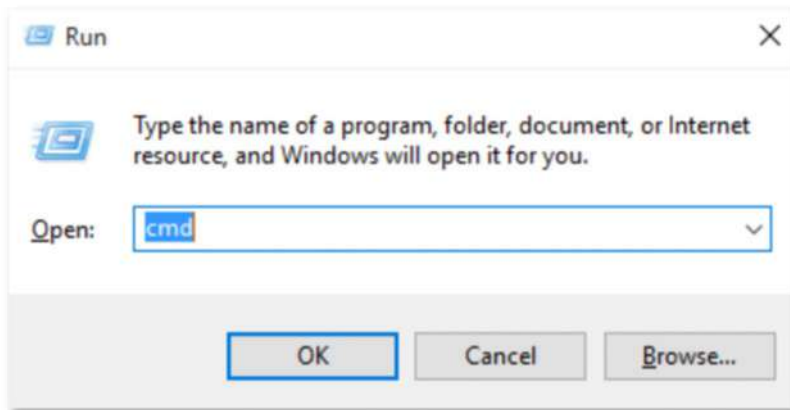 Run
Type the name of a program, folder, document, or Internet
resource, and Windows will open it for you.
Open: cmd
OK Cancel Browse...